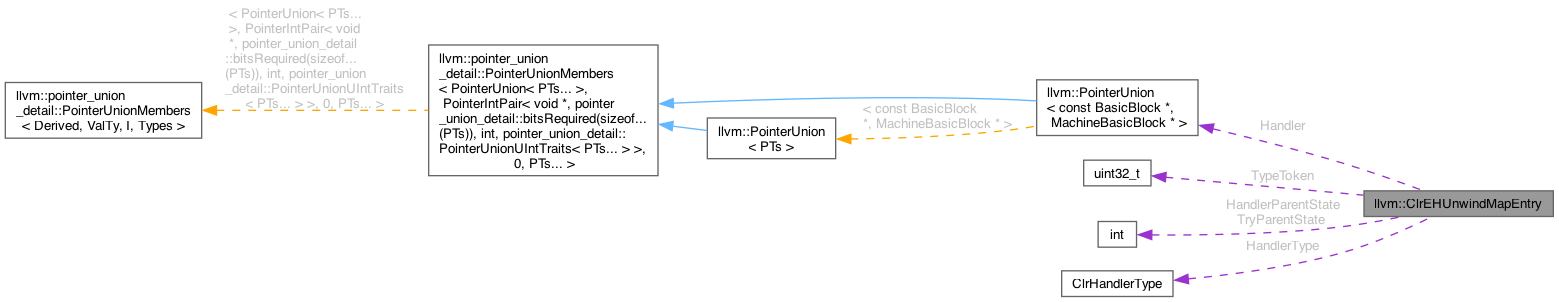 < PointerUnion< PTs...
>, PointerIntPair< void
*, pointer_union_detail
::bitsRequired(sizeof...
(PTs)), int, pointer_union
_detail::PointerUnionUIntTraits
< PTs... > >, 0, PTs... >
llvm::pointer_union
_detail::PointerUnionMembers
< Derived, ValTy, I, Types >
llvm::pointer_union
_detail::PointerUnionMembers
< PointerUnion< PTs... >,
PointerIntPair< void *, pointer
_union_detail::bitsRequired(sizeof...
(PTs)), int, pointer_union_detail::
PointerUnionUIntTraits< PTs... > >,
0, PTs... >
llvm::PointerUnion
< PTs >
< const BasicBlock
*, MachineBasicBlock * >
llvm::PointerUnion
< const BasicBlock *,
MachineBasicBlock * >
Handler
uint32_t
TypeToken
llvm::ClrEHUnwindMapEntry
HandlerParentState
TryParentState
int
HandlerType
ClrHandlerType